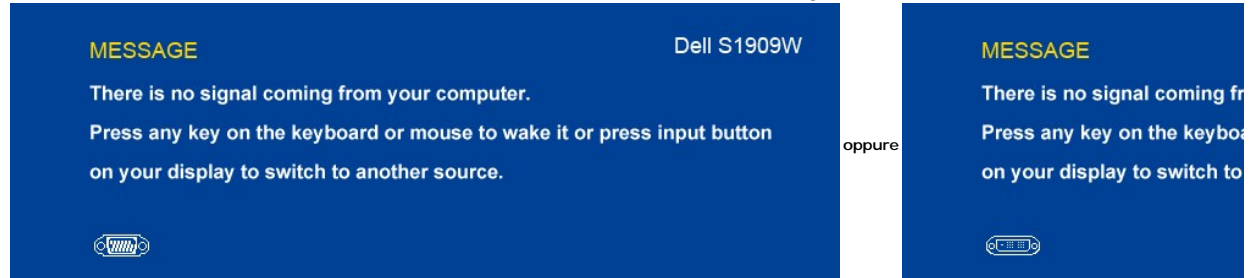 MESSAGE
Dell S1909W
There is no signal coming from your computer.
Press any key on the keyboard or mouse to wake it or press input button
on your display to switch to another source.
oppure
MESSAGE
There is no signal coming
Press any key on the
on your display to switch to